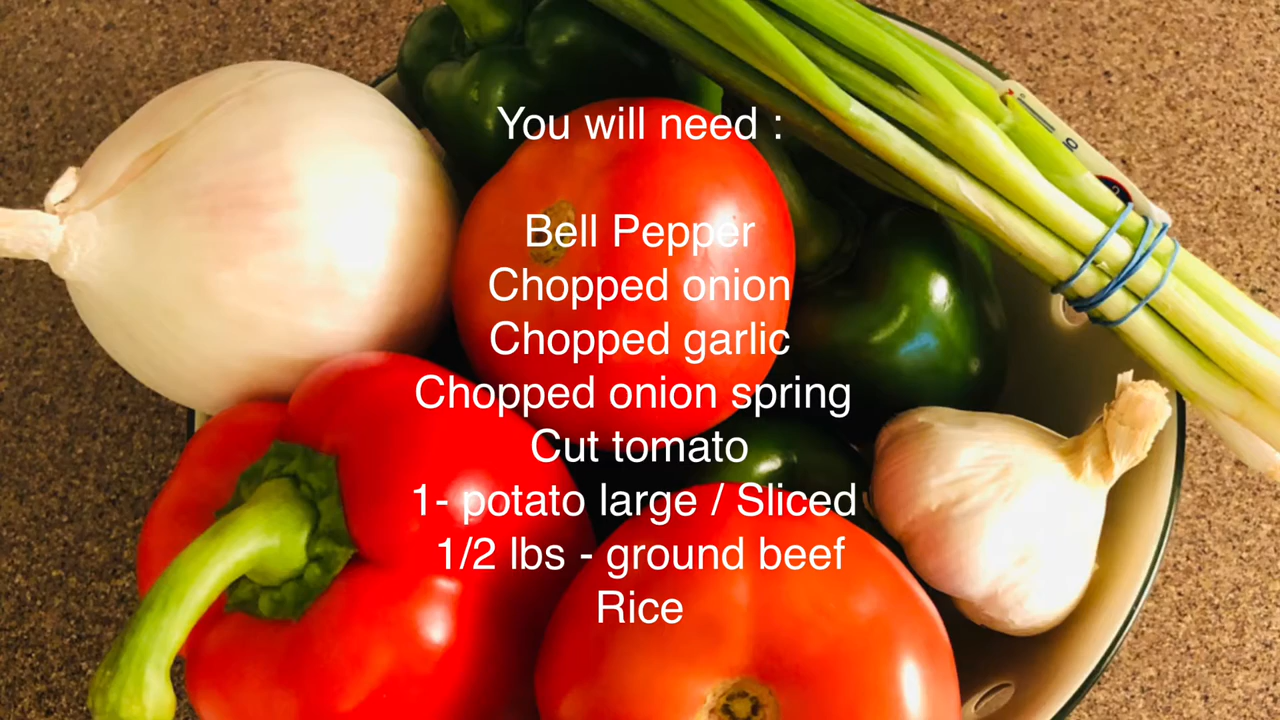 You will need :
Bell Pepper
Chopped onion
Chopped garlic
Chopped onion spring
Cut tomato
1- potato large / Sliced
1/2 lbs - ground beef
Rice